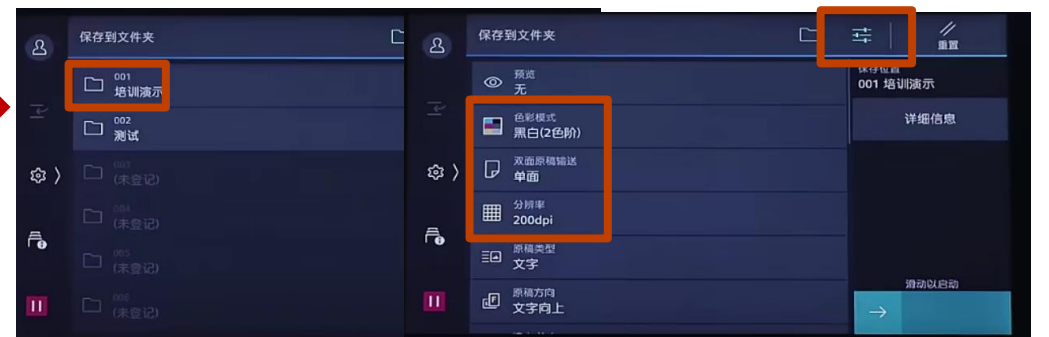 保存到文件夹
001
培训演示
002
测试
003
(未登记)
004
(未登记)
005
(未登记)
006
(未登记)
保存到文件夹
重置
预览
无
色彩模式
黑白(2色阶)
双面原稿输送
单面
分辨率
200dpi
原稿类型
文字
原稿方向
文字向上
保存位置
001 培训演示
详细信息
滑动以启动